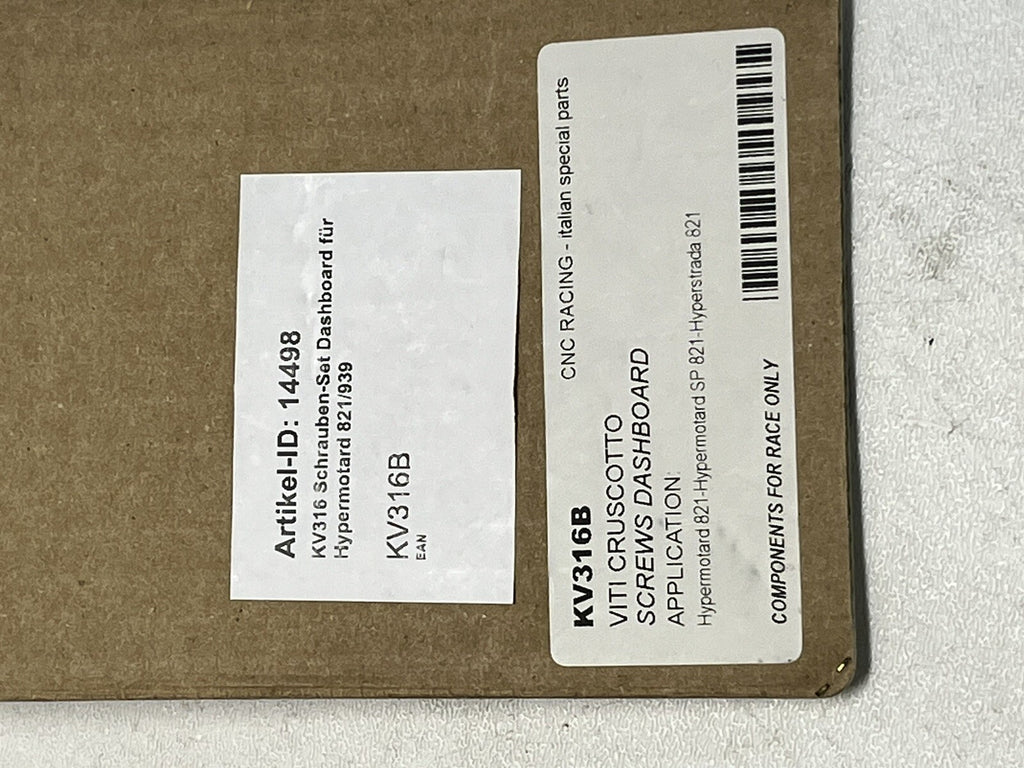 Artikel-ID: 14498
KV316 Schrauben-Set Dashboard für
Hypermotard 821/939
KV316B
EAN
CNC RACING - italian special parts
KV316B
VITI CRUSCOTTO
SCREWS DASHBOARD
APPLICATION:
Hypermotard 821-Hypermotard SP 821-Hyperstrada 821
COMPONENTS FOR RACE ONLY